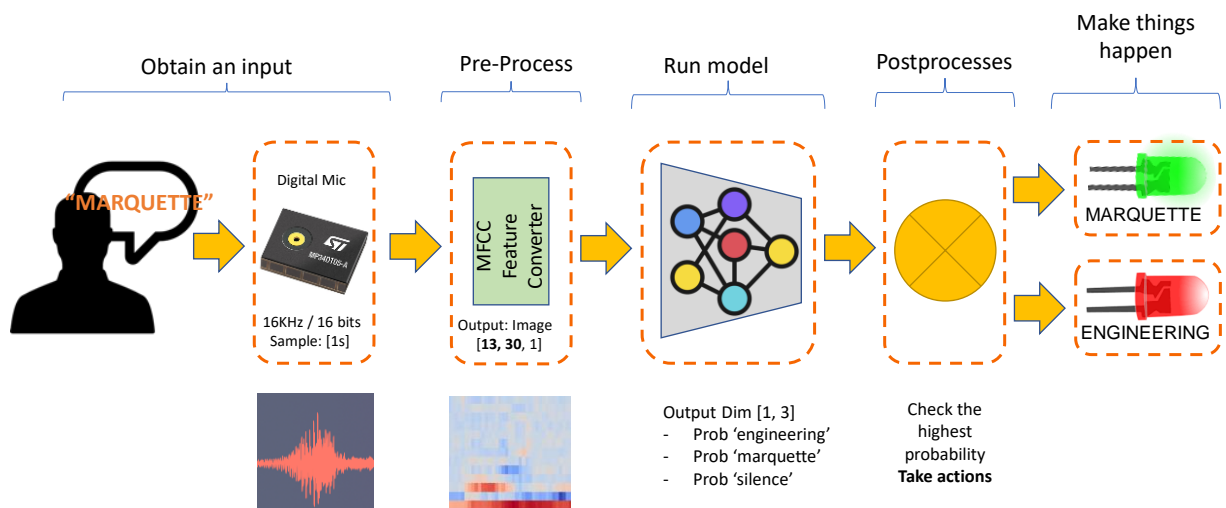 Obtain an input
Pre-Process
Run model
Postprocesses
Make things
happen
“MARQUETTE”
Digital Mic
ST
MP34DT05-A
16KHz / 16 bits
Sample: [1s]
MFCC
Feature
Converter
Output: Image
[13, 30, 1]
Output Dim [1, 3]
- Prob ‘engineering’
- Prob ‘marquette’
- Prob ‘silence’
Check the
highest
probability
Take actions
MARQUETTE
ENGINEERING